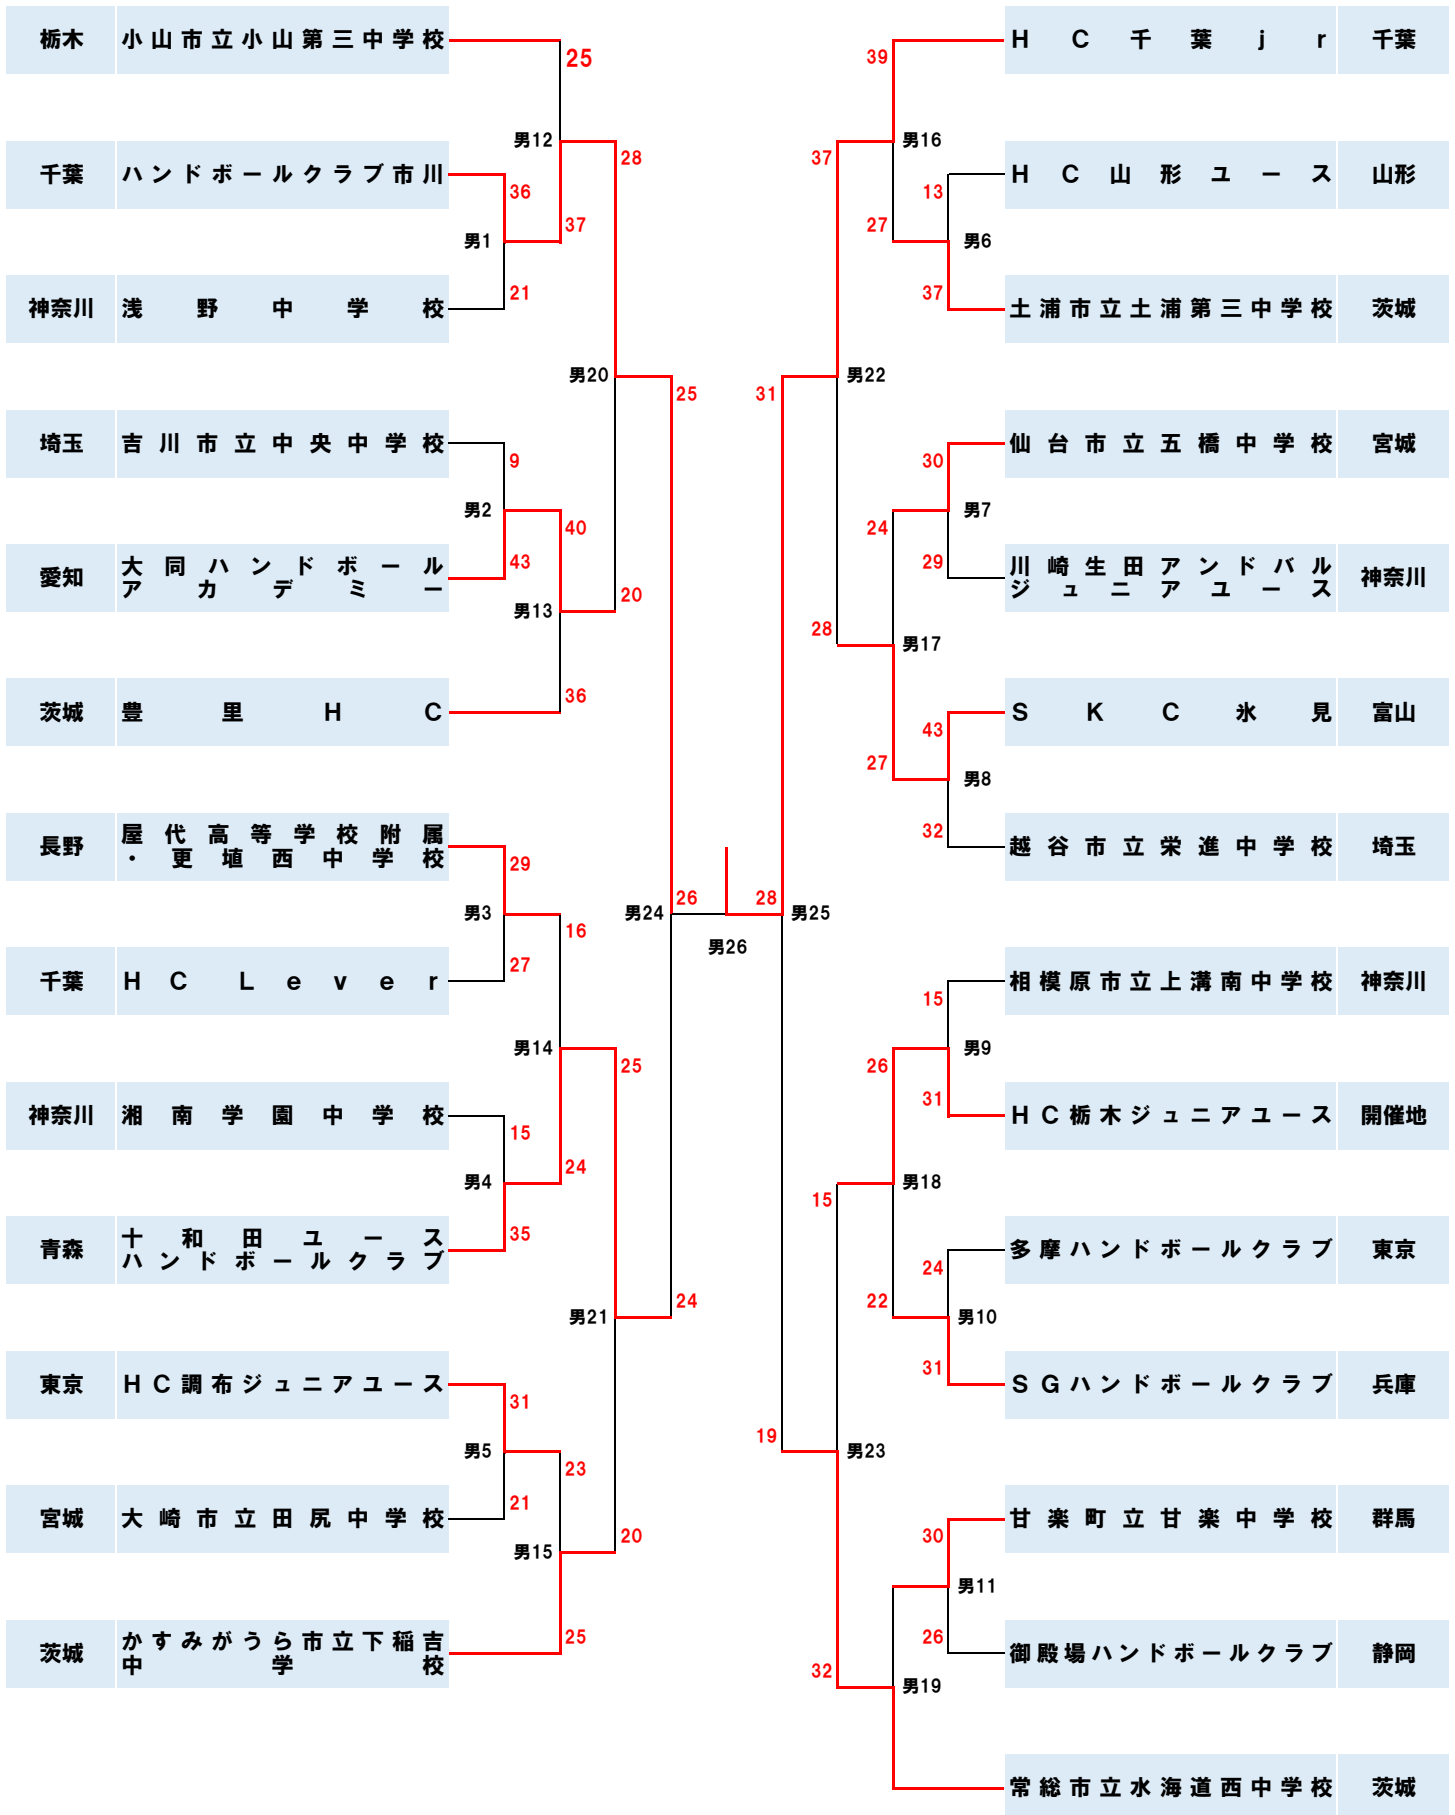 栃木 小山市立小山第三中学校
25
男12
千葉 ハンドボールクラブ市川
36
28
37
男1
神奈川 浅野中学校
21
男20
25
埼玉 吉川市立中央中学校
9
男2
40
愛知 大同ハンドボール
アカデミー
43
20
男13
36
茨城 豊里HC
長野 屋代高等学校附属
・更埴西中学校
29
男3
16
千葉 HC Lever
27
男14
25
神奈川 湘南学園中学校
15
24
男4
青森 十和田ユース
ハンドボールクラブ
35
男21
24
東京 HC調布ジュニアユース
31
男5
23
宮城 大崎市立田尻中学校
21
20
男15
25
茨城 かすみがうら市立下稲吉
中学校
男24
26
28
男25
男26
HC千葉jr 千葉
39
男16
37
HC山形ユース 山形
13
27
男6
37
土浦市立土浦第三中学校 茨城
男22
31
仙台市立五橋中学校 宮城
30
男7
24
29
川崎生田アンドバル
ジュニアユース 神奈川
28
男17
SKC氷見 富山
43
27
男8
32
越谷市立栄進中学校 埼玉
相模原市立上溝南中学校 神奈川
15
男9
26
31
HC栃木ジュニアユース 開催地
男18
15
多摩ハンドボールクラブ 東京
24
22
男10
31
SGハンドボールクラブ 兵庫
19
男23
甘楽町立甘楽中学校 群馬
30
男11
26
御殿場ハンドボールクラブ 静岡
32
男19
常総市立水海道西中学校 茨城